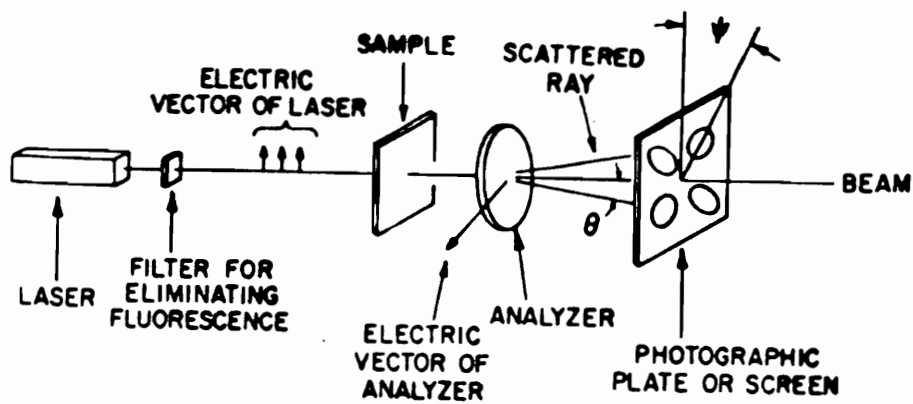 SAMPLE
ELECTRIC
VECTOR OF LASER
SCATTERED
RAY
ψ
BEAM
θ
LASER
FILTER FOR
ELIMINATING
FLUORESCENCE
ELECTRIC
VECTOR OF
ANALYZER
ANALYZER
PHOTOGRAPHIC
PLATE OR SCREEN